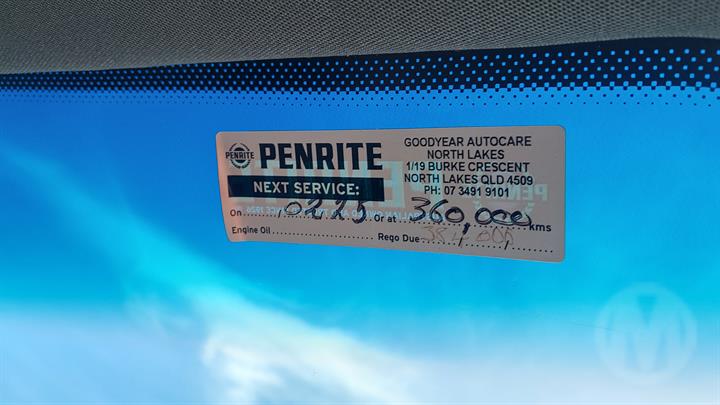 PENRITE
PENRITE
NEXT SERVICE:
GOODYEAR AUTOCARE
NORTH LAKES
1/19 BURKE CRESCENT
NORTH LAKES QLD 4509
PH: 07 3491 9101
On 0225 or at 360,000 kms
Engine Oil Rego Due
M